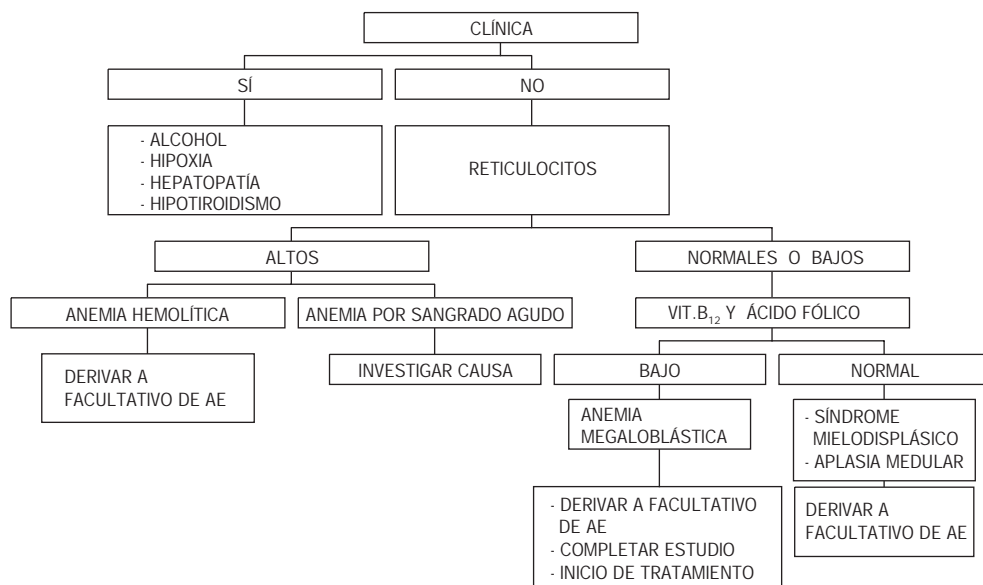 CLÍNICA
SÍ
NO
- ALCOHOL
- HIPOXIA
- HEPATOPATÍA
- HIPOTIROIDISMO
RETICULOCITOS
ALTOS
NORMALES O BAJOS
ANEMIA HEMOLÍTICA
ANEMIA POR SANGRADO AGUDO
VIT.B₁₂ Y ÁCIDO FÓLICO
DERIVAR A
FACULTATIVO DE AE
INVESTIGAR CAUSA
BAJO
NORMAL
ANEMIA
MEGALOBLÁSTICA
- SÍNDROME
MIELODISPLÁSICO
- APLASIA MEDULAR
- DERIVAR A FACULTATIVO
DE AE
- COMPLETAR ESTUDIO
- INICIO DE TRATAMIENTO
DERIVAR A
FACULTATIVO DE AE